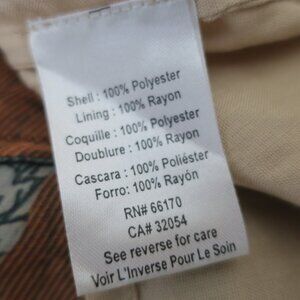 Shell : 100% Polyester
Lining : 100% Rayon
Coquille : 100% Polyester
Doublure : 100% Rayon
Cascara : 100% Poliéster
Forro: 100% Rayón
RN# 66170
CA# 32054
See reverse for care
Voir L'Inverse Pour Le Soin